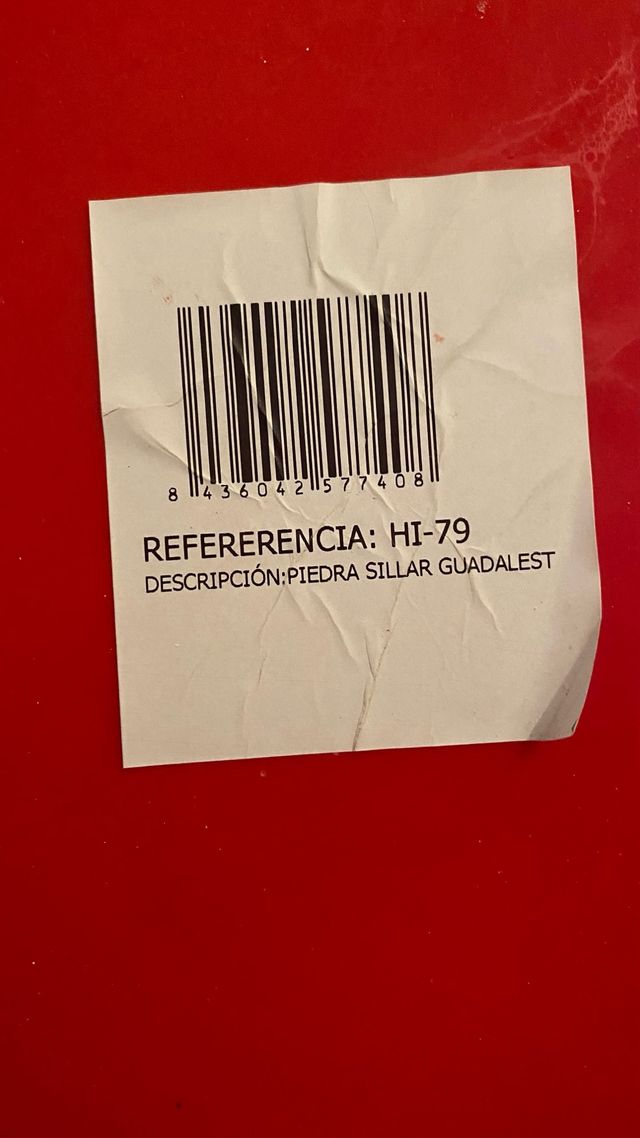 8 436042 577408
REFERERENCIA: HI-79
DESCRIPCIÓN:PIEDRA SILLAR GUADALEST